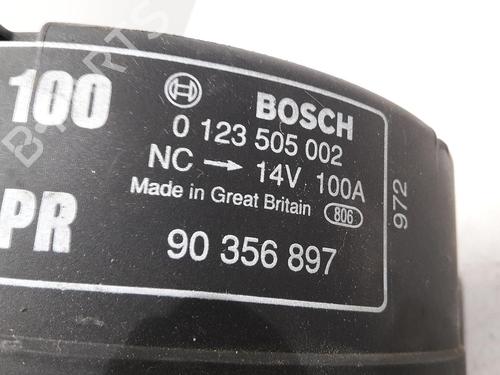 100
BOSCH
0 123 505 002
NC → 14V 100A
Made in Great Britain 806
PR
90 356 897
972